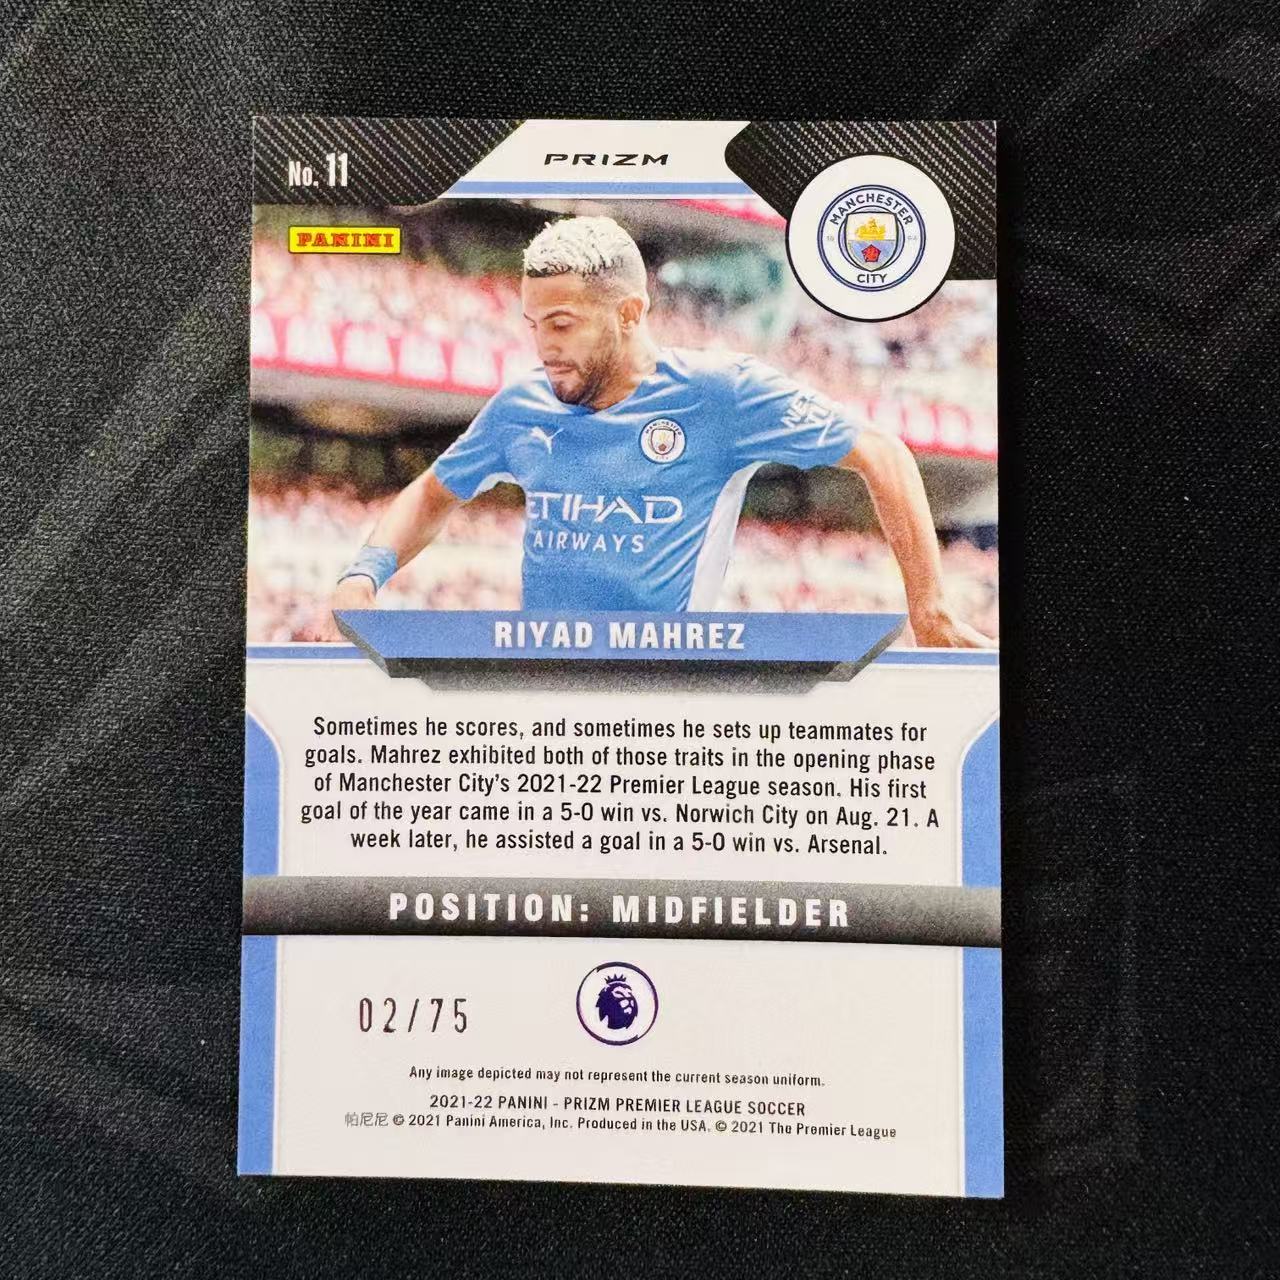 No. 11
PRIZM
PANINI
MANCHESTER
CITY
ETIHAD
AIRWAYS
RIYAD MAHREZ
Sometimes he scores, and sometimes he sets up teammates for
goals. Mahrez exhibited both of those traits in the opening phase
of Manchester City's 2021-22 Premier League season. His first
goal of the year came in a 5-0 win vs. Norwich City on Aug. 21. A
week later, he assisted a goal in a 5-0 win vs. Arsenal.
POSITION: MIDFIELDER
02/75
Any image depicted may not represent the current season uniform.
2021-22 PANINI - PRIZM PREMIER LEAGUE SOCCER
帕尼尼 © 2021 Panini America, Inc. Produced in the USA. © 2021 The Premier League